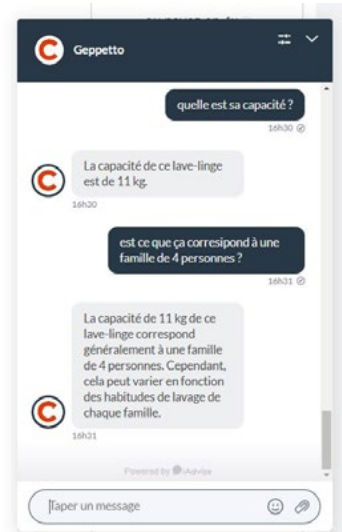 Geppetto
quelle est sa capacité ?
16h30
La capacité de ce lave-linge
est de 11 kg.
16h30
est ce que ça corresipond à une
famille de 4 personnes ?
16h31
La capacité de 11 kg de ce
lave-linge correspond
généralement à une famille
de 4 personnes. Cependant,
cela peut varier en fonction
des habitudes de lavage de
chaque famille.
16h31
Powered by iAdvize
Taper un message